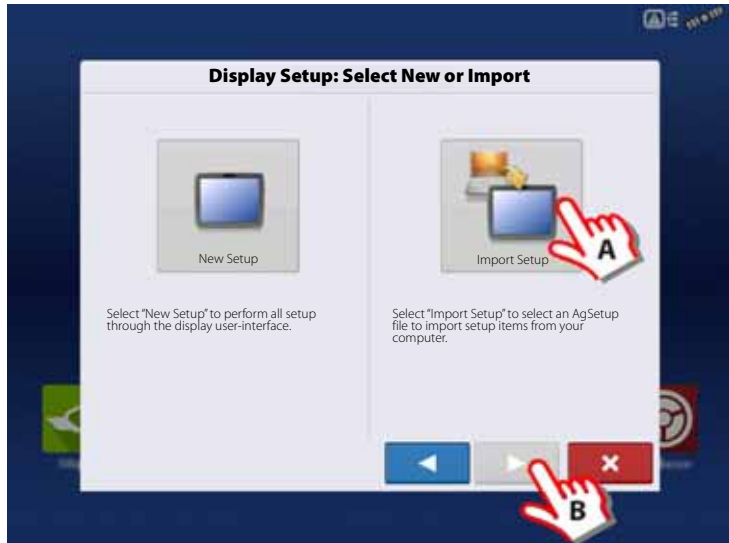 Display Setup: Select New or Import
New Setup
Select "New Setup" to perform all setup
through the display user-interface.
Import Setup
A
Select "Import Setup" to select an AgSetup
file to import setup items from your
computer.
B